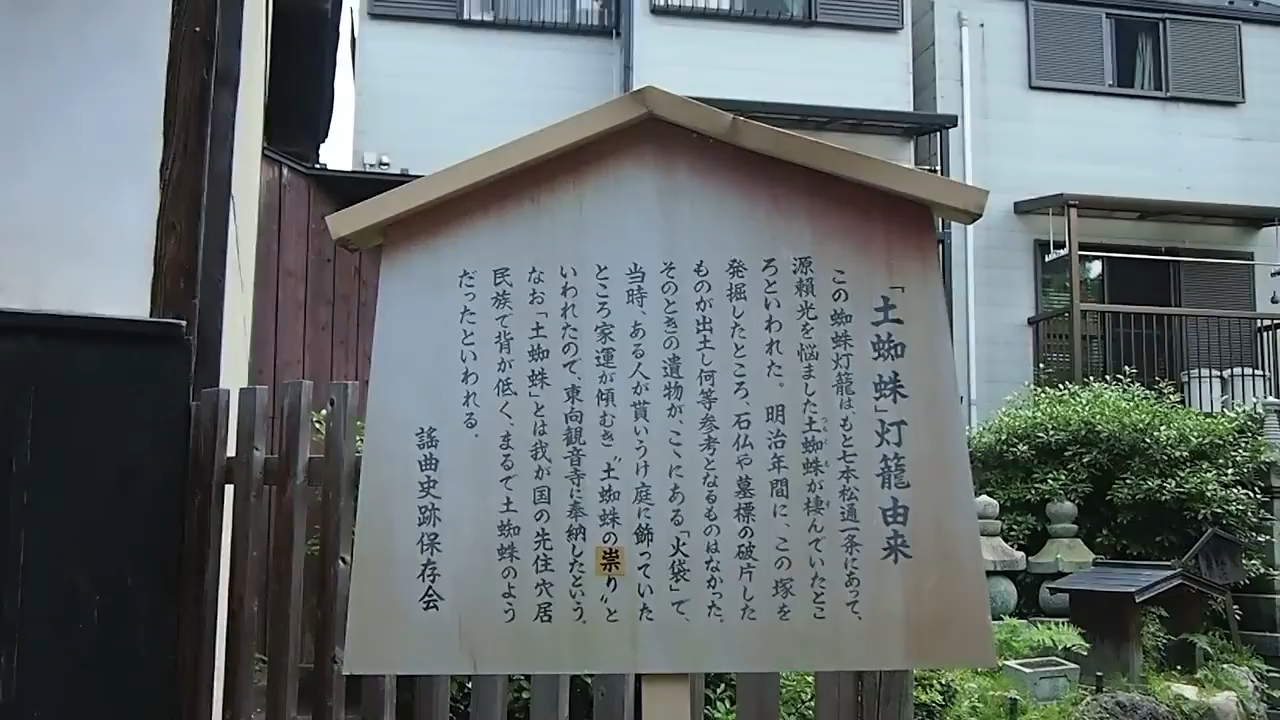 「土蜘蛛」灯籠由来
この蜘蛛灯籠は、もと七本松通一条にあって、
源頼光を悩ました土蜘蛛が棲んでいたとこ
ろといわれた。明治年間に、この塚を
発掘したところ、石仏や墓標の破片した
ものが出土し何等参考となるものはなかった。
そのときの遺物が、こゝにある「火袋」で、
当時、ある人が貰いうけ庭に飾っていた
ところ家運が傾むき〝土蜘蛛の祟り〟と
いわれたので、東向観音寺に奉納したという。
なお「土蜘蛛」とは我が国の先住穴居
民族で背が低く、まるで土蜘蛛のよう
だったといわれる。
謡曲史跡保存会